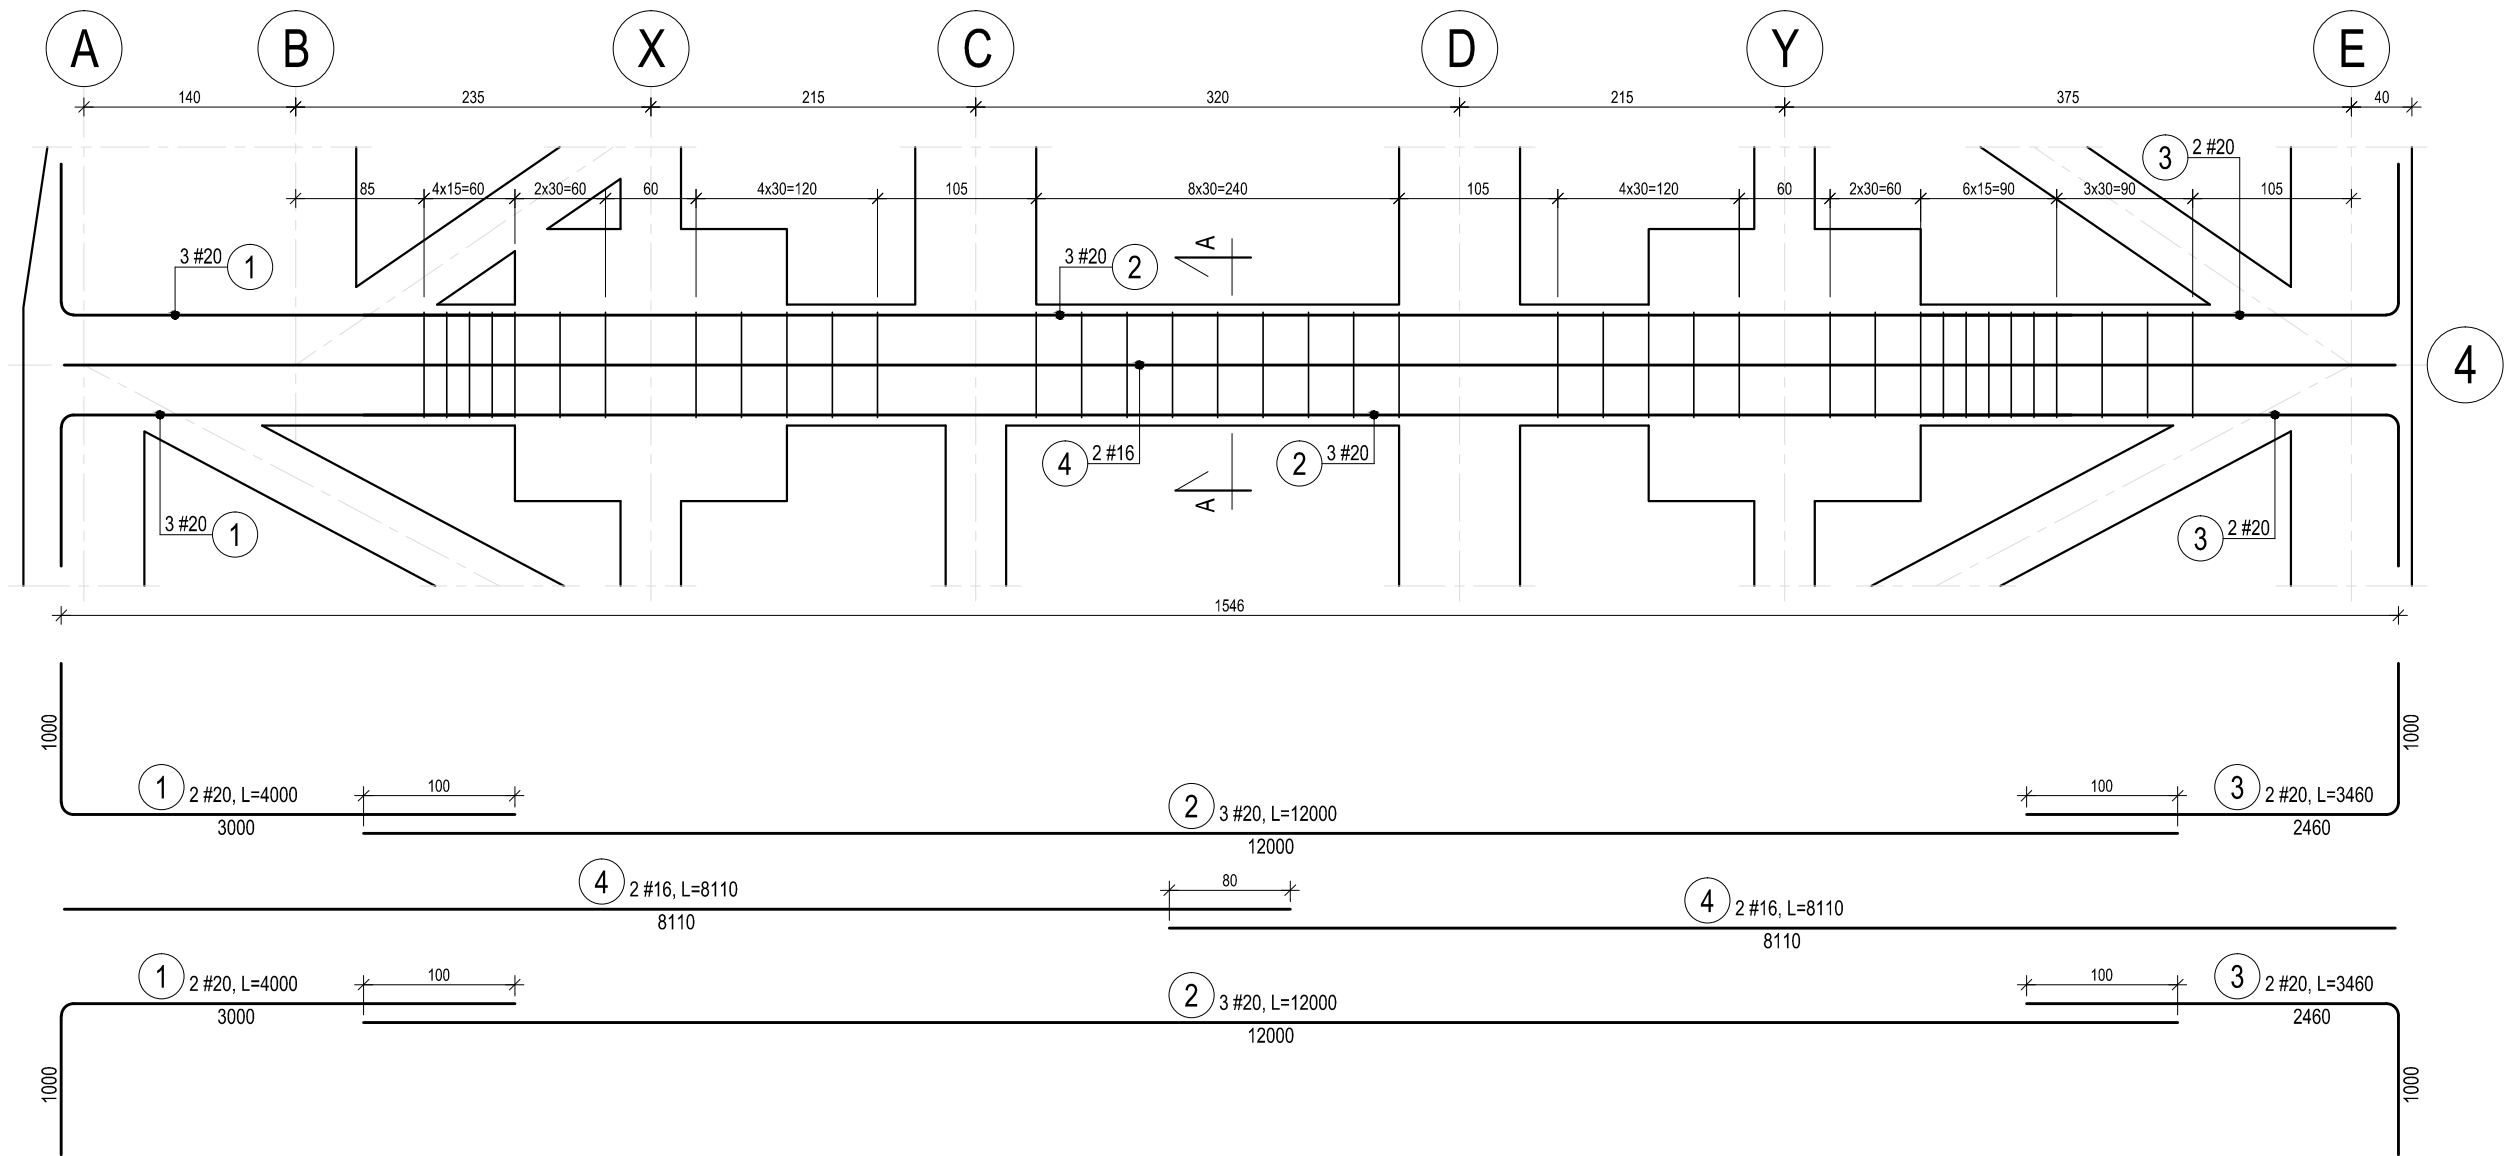 A B X C D Y E
140 235 215 320 215 375 40
3 2 #20
85 4x15=60 2x30=60 60 4x30=120 105 8x30=240 105 4x30=120 60 2x30=60 6x15=90 3x30=90 105
A
3 #20 1
3 #20 2
4
4 2 #16
2 3 #20
A
3 #20 1
3 2 #20
1546
1000
1000
1 2 #20, L=4000
3000
100
2 3 #20, L=12000
12000
100
3 2 #20, L=3460
2460
4 2 #16, L=8110
8110
80
4 2 #16, L=8110
8110
1 2 #20, L=4000
3000
100
2 3 #20, L=12000
12000
100
3 2 #20, L=3460
2460
1000
1000